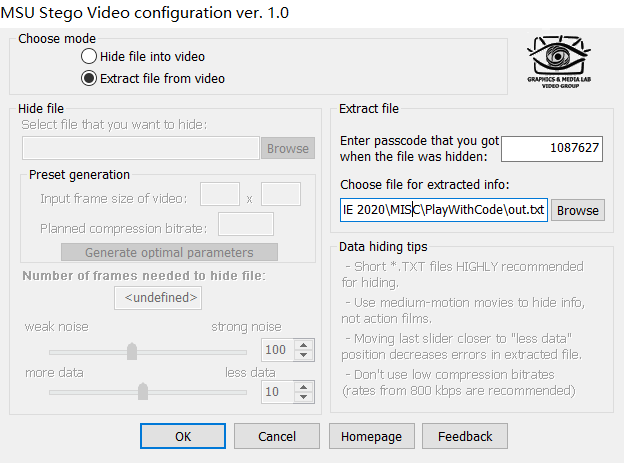 MSU Stego Video configuration ver. 1.0
Choose mode
Hide file into video
Extract file from video
GRAPHICS & MEDIA LAB
VIDEO GROUP
Hide file
Select file that you want to hide:
Browse
Preset generation
Input frame size of video:
x
Planned compression bitrate:
Generate optimal parameters
Number of frames needed to hide file:
<undefined>
weak noise
strong noise
100
more data
less data
10
Extract file
Enter passcode that you got
when the file was hidden:
1087627
Choose file for extracted info:
IE 2020\MISC\PlayWithCode\out.txt
Browse
Data hiding tips
- Short *.TXT files HIGHLY recommended
for hiding.
- Use medium-motion movies to hide info,
not action films.
- Moving last slider closer to "less data"
position decreases errors in extracted file.
- Don't use low compression bitrates
(rates from 800 kbps are recommended)
OK
Cancel
Homepage
Feedback